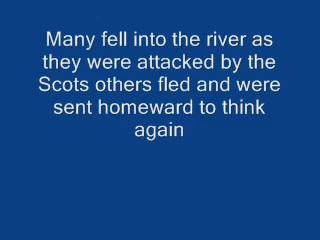 Many fell into the river as
they were attacked by the
Scots others fled and were
sent homeward to think
again